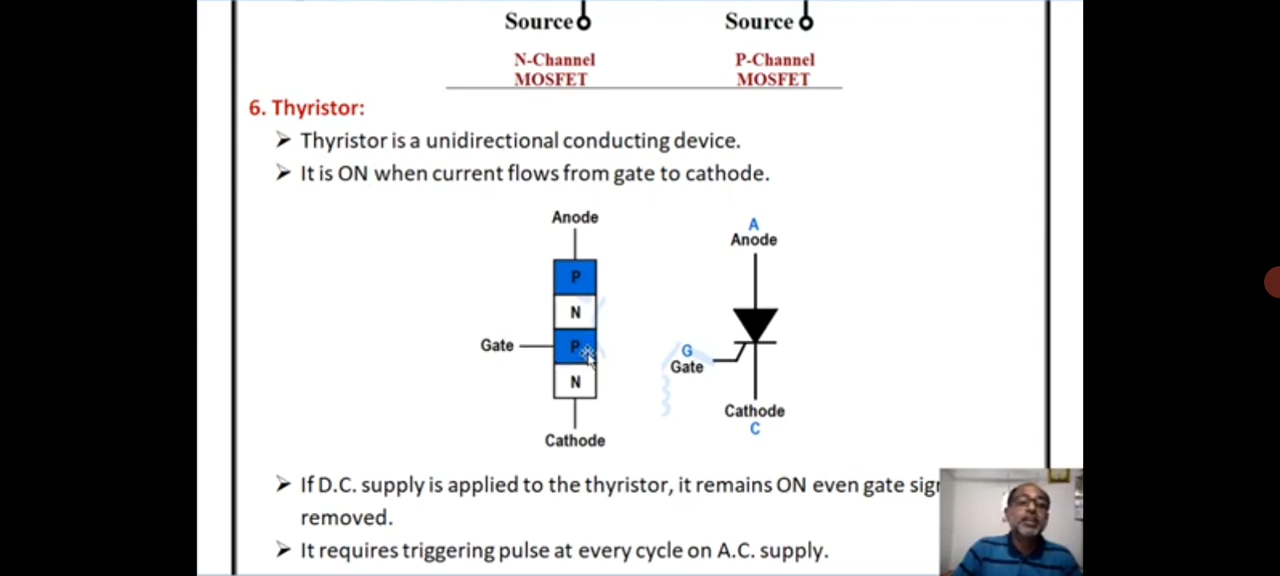 Source Source
N-Channel P-Channel
MOSFET MOSFET
6. Thyristor:
➢ Thyristor is a unidirectional conducting device.
➢ It is ON when current flows from gate to cathode.
Anode
P
N
Gate P
N
Cathode
A
Anode
G
Gate
Cathode
C
➢ If D.C. supply is applied to the thyristor, it remains ON even gate
removed.
➢ It requires triggering pulse at every cycle on A.C. supply.